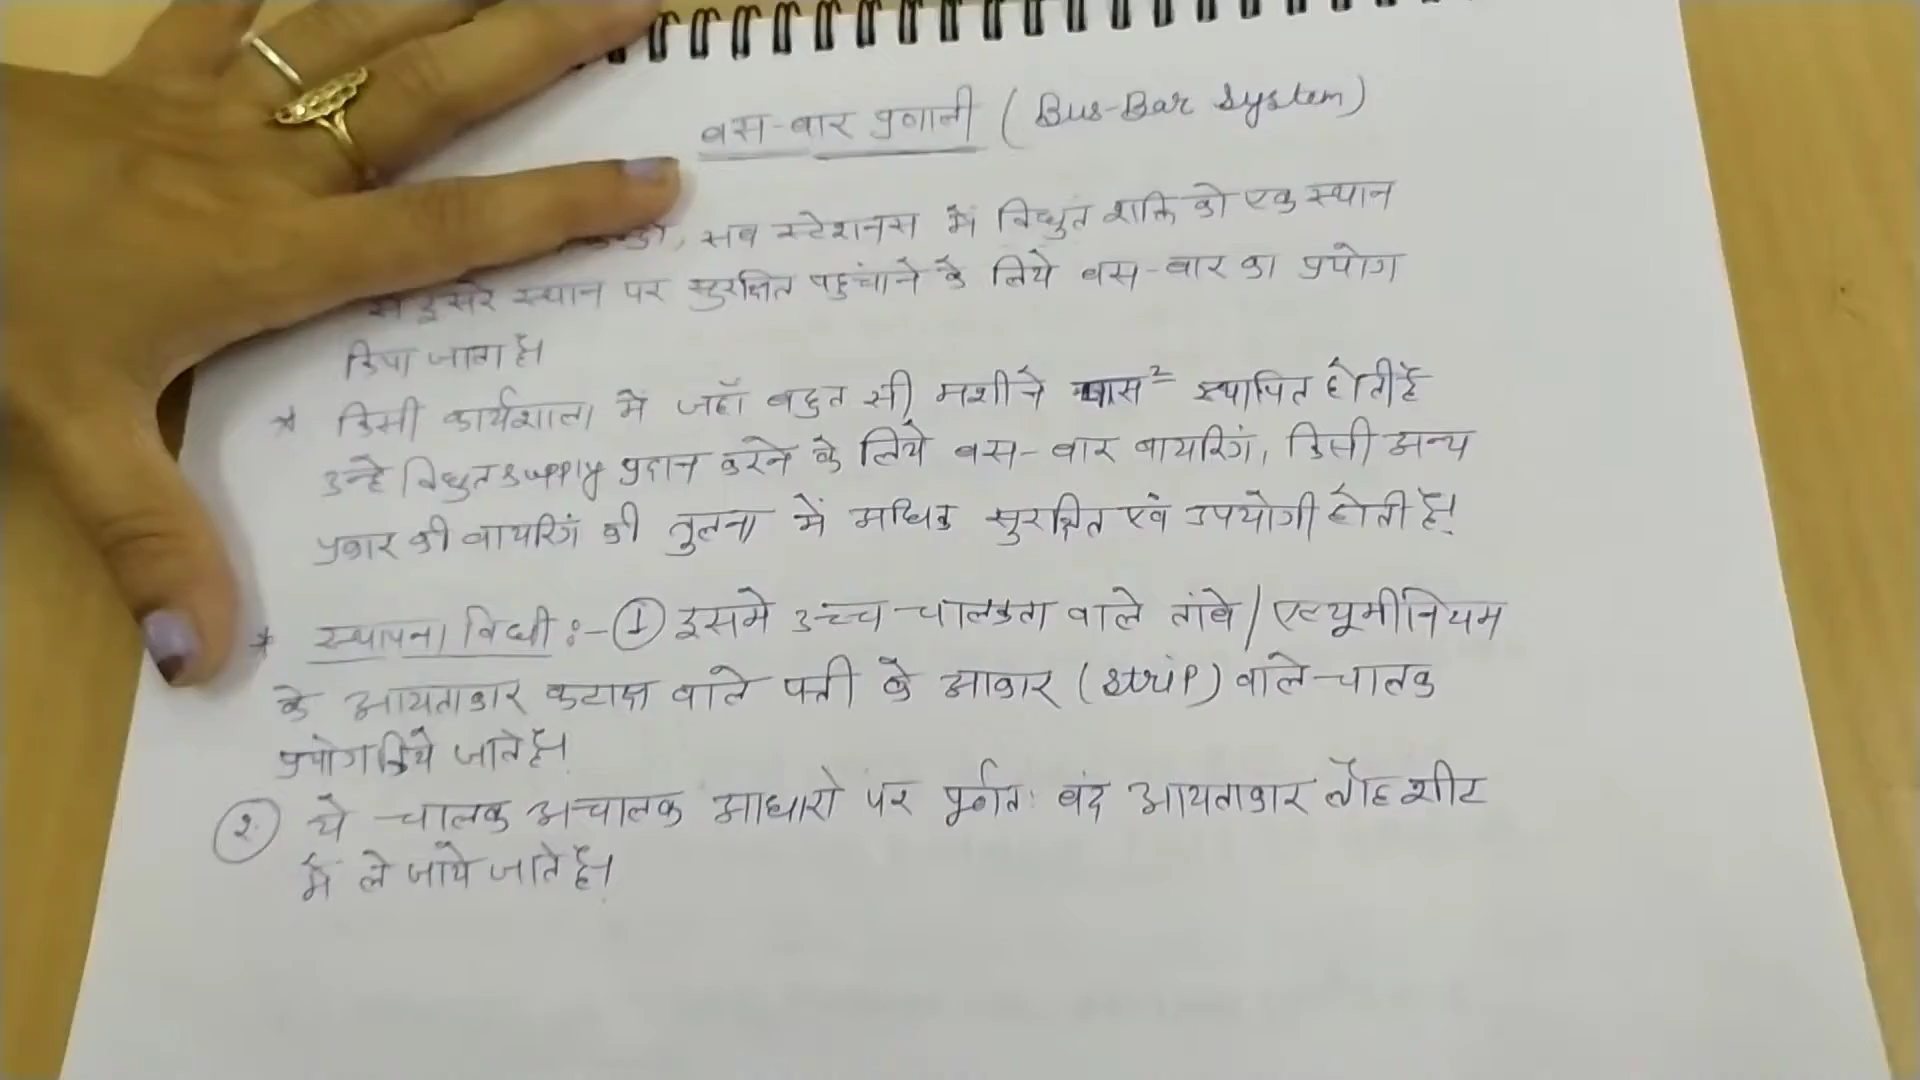 बस-बार प्रणाली (Bus-Bar System)
सब स्टेशनस में विधुत शक्ति को एक स्थान
से दूसरे स्थान पर सुरक्षित पहुंचाने के लिये बस-बार का प्रयोग
किया जाता है।
* किसी कार्यशाला में जहाँ बहुत सी मशीने पास² स्थापित होती है
उन्हे विधुत supply प्रदान करने के लिये बस-बार वायरिंग, किसी अन्य
प्रकार की वायरिंग की तुलना में अधिक सुरक्षित एवं उपयोगी होती है।
* स्थापना विधी :- ① इसमे उच्च चालकता वाले तांबे/एल्यूमीनियम
के आयताकार कटाक्ष वाले पत्ती के आकार (strip) वाले चालक
प्रयोग किये जाते है।
② ये चालक अचालक आधारो पर पूर्णतः बंद आयताकार लौह शीट
में ले जाये जाते है।